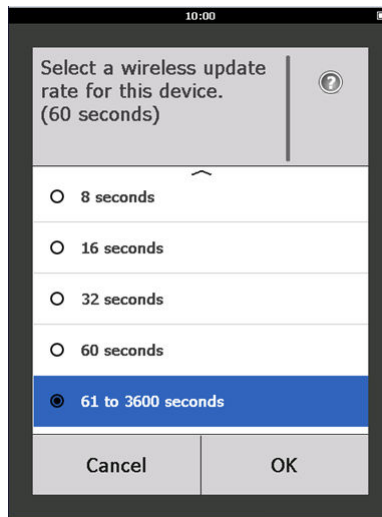 10:00
Select a wireless update
rate for this device.
(60 seconds)
?
8 seconds
16 seconds
32 seconds
60 seconds
61 to 3600 seconds
Cancel
OK